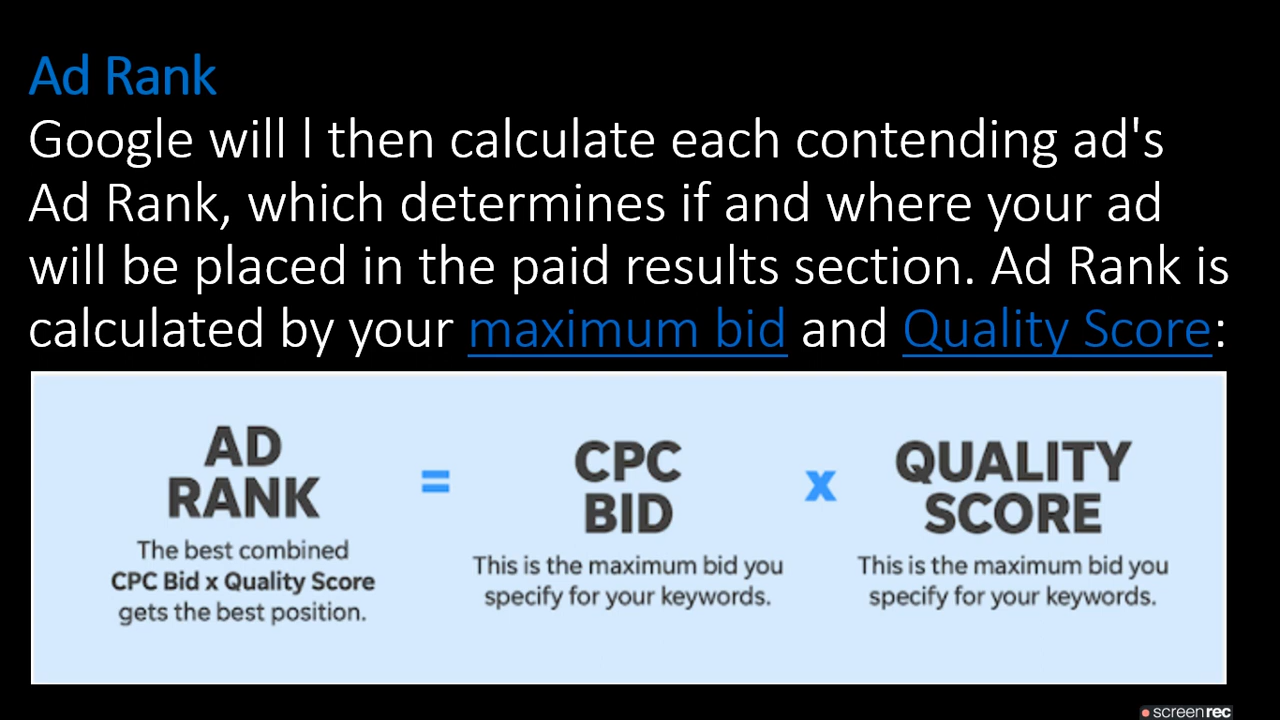 Ad Rank
Google will l then calculate each contending ad's
Ad Rank, which determines if and where your ad
will be placed in the paid results section. Ad Rank is
calculated by your maximum bid and Quality Score:
AD
RANK
The best combined
CPC Bid x Quality Score
gets the best position.
=
CPC
BID
This is the maximum bid you
specify for your keywords.
x
QUALITY
SCORE
This is the maximum bid you
specify for your keywords.
screenrec